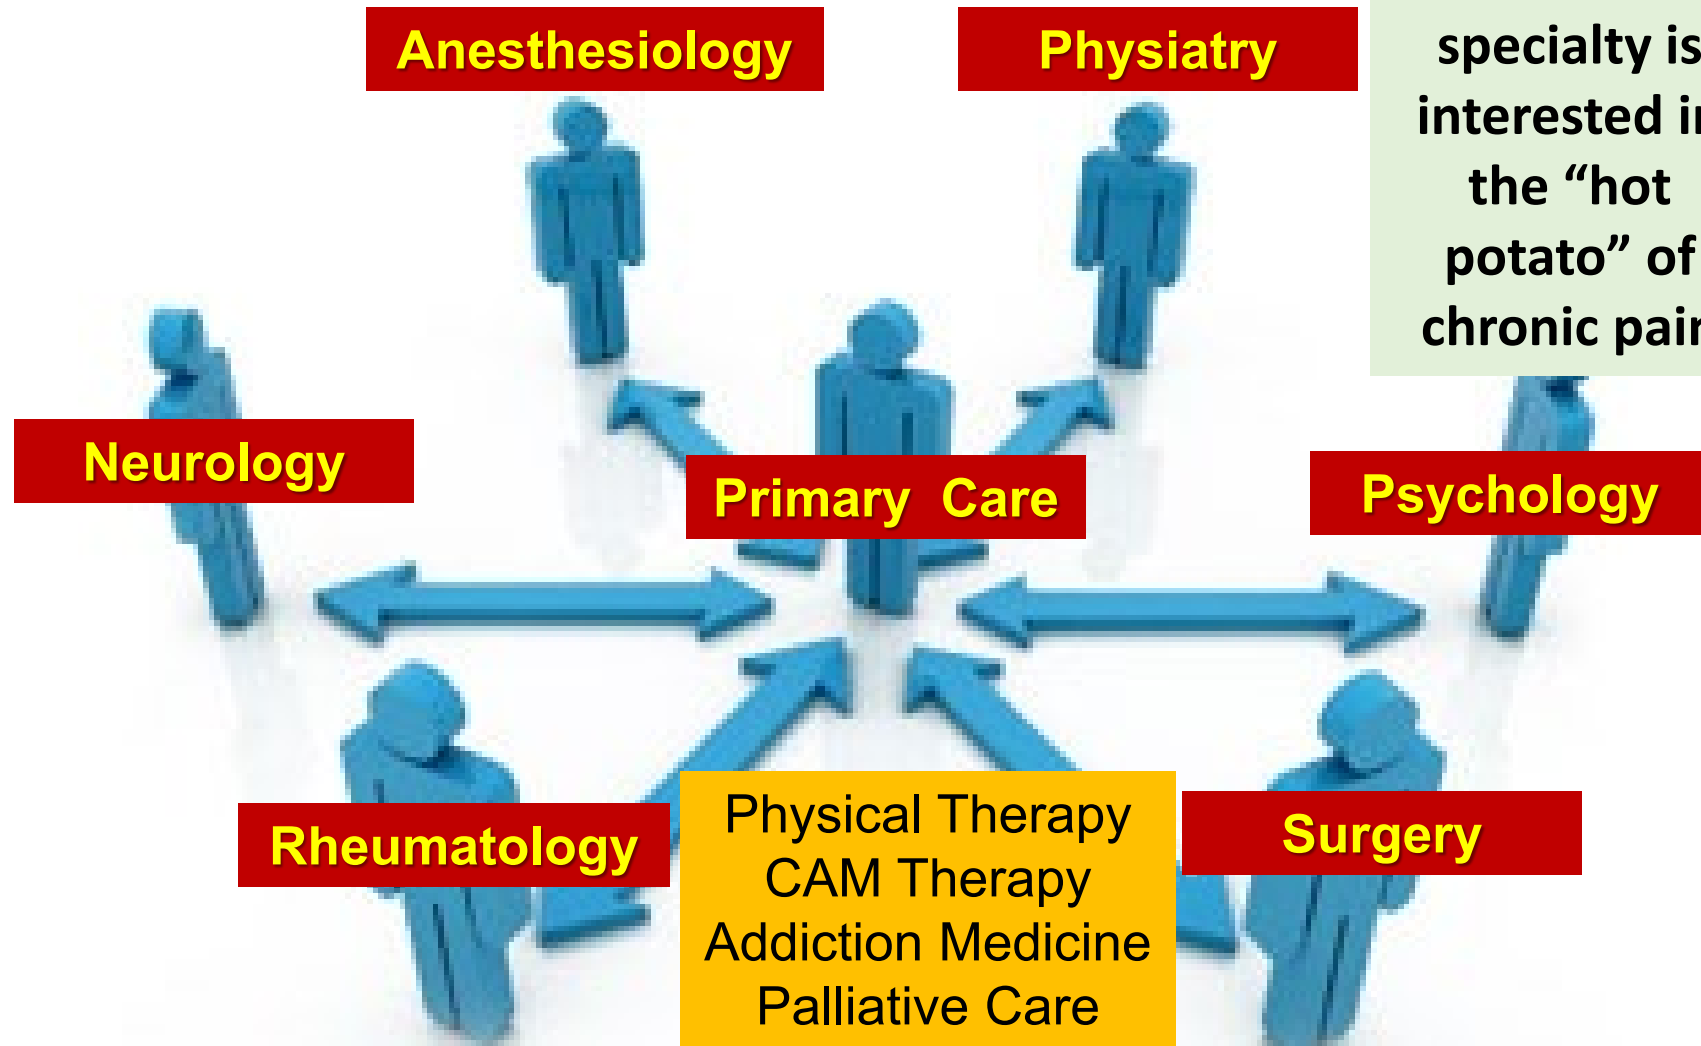 Anesthesiology
Physiatry
specialty is
interested
the “hot
potato” of
chronic
Neurology
Primary Care
Psychology
Rheumatology
Surgery
Physical Therapy
CAM Therapy
Addiction Medicine
Palliative Care